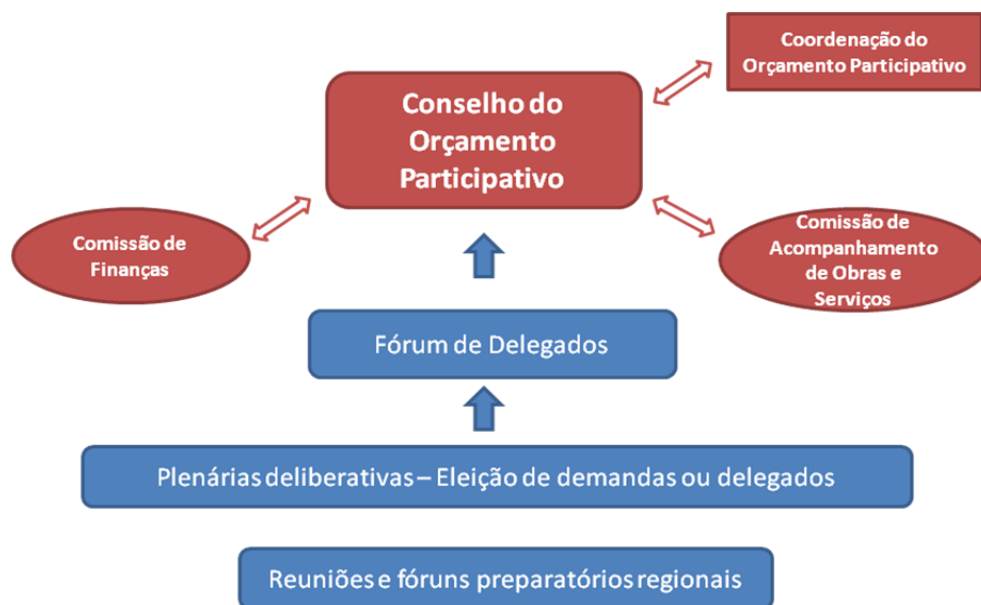 Coordenação do
Orçamento Participativo
Conselho do
Orçamento
Participativo
Comissão de
Finanças
Comissão de
Acompanhamento
de Obras e
Serviços
Fórum de Delegados
Plenárias deliberativas – Eleição de demandas ou delegados
Reuniões e fóruns preparatórios regionais